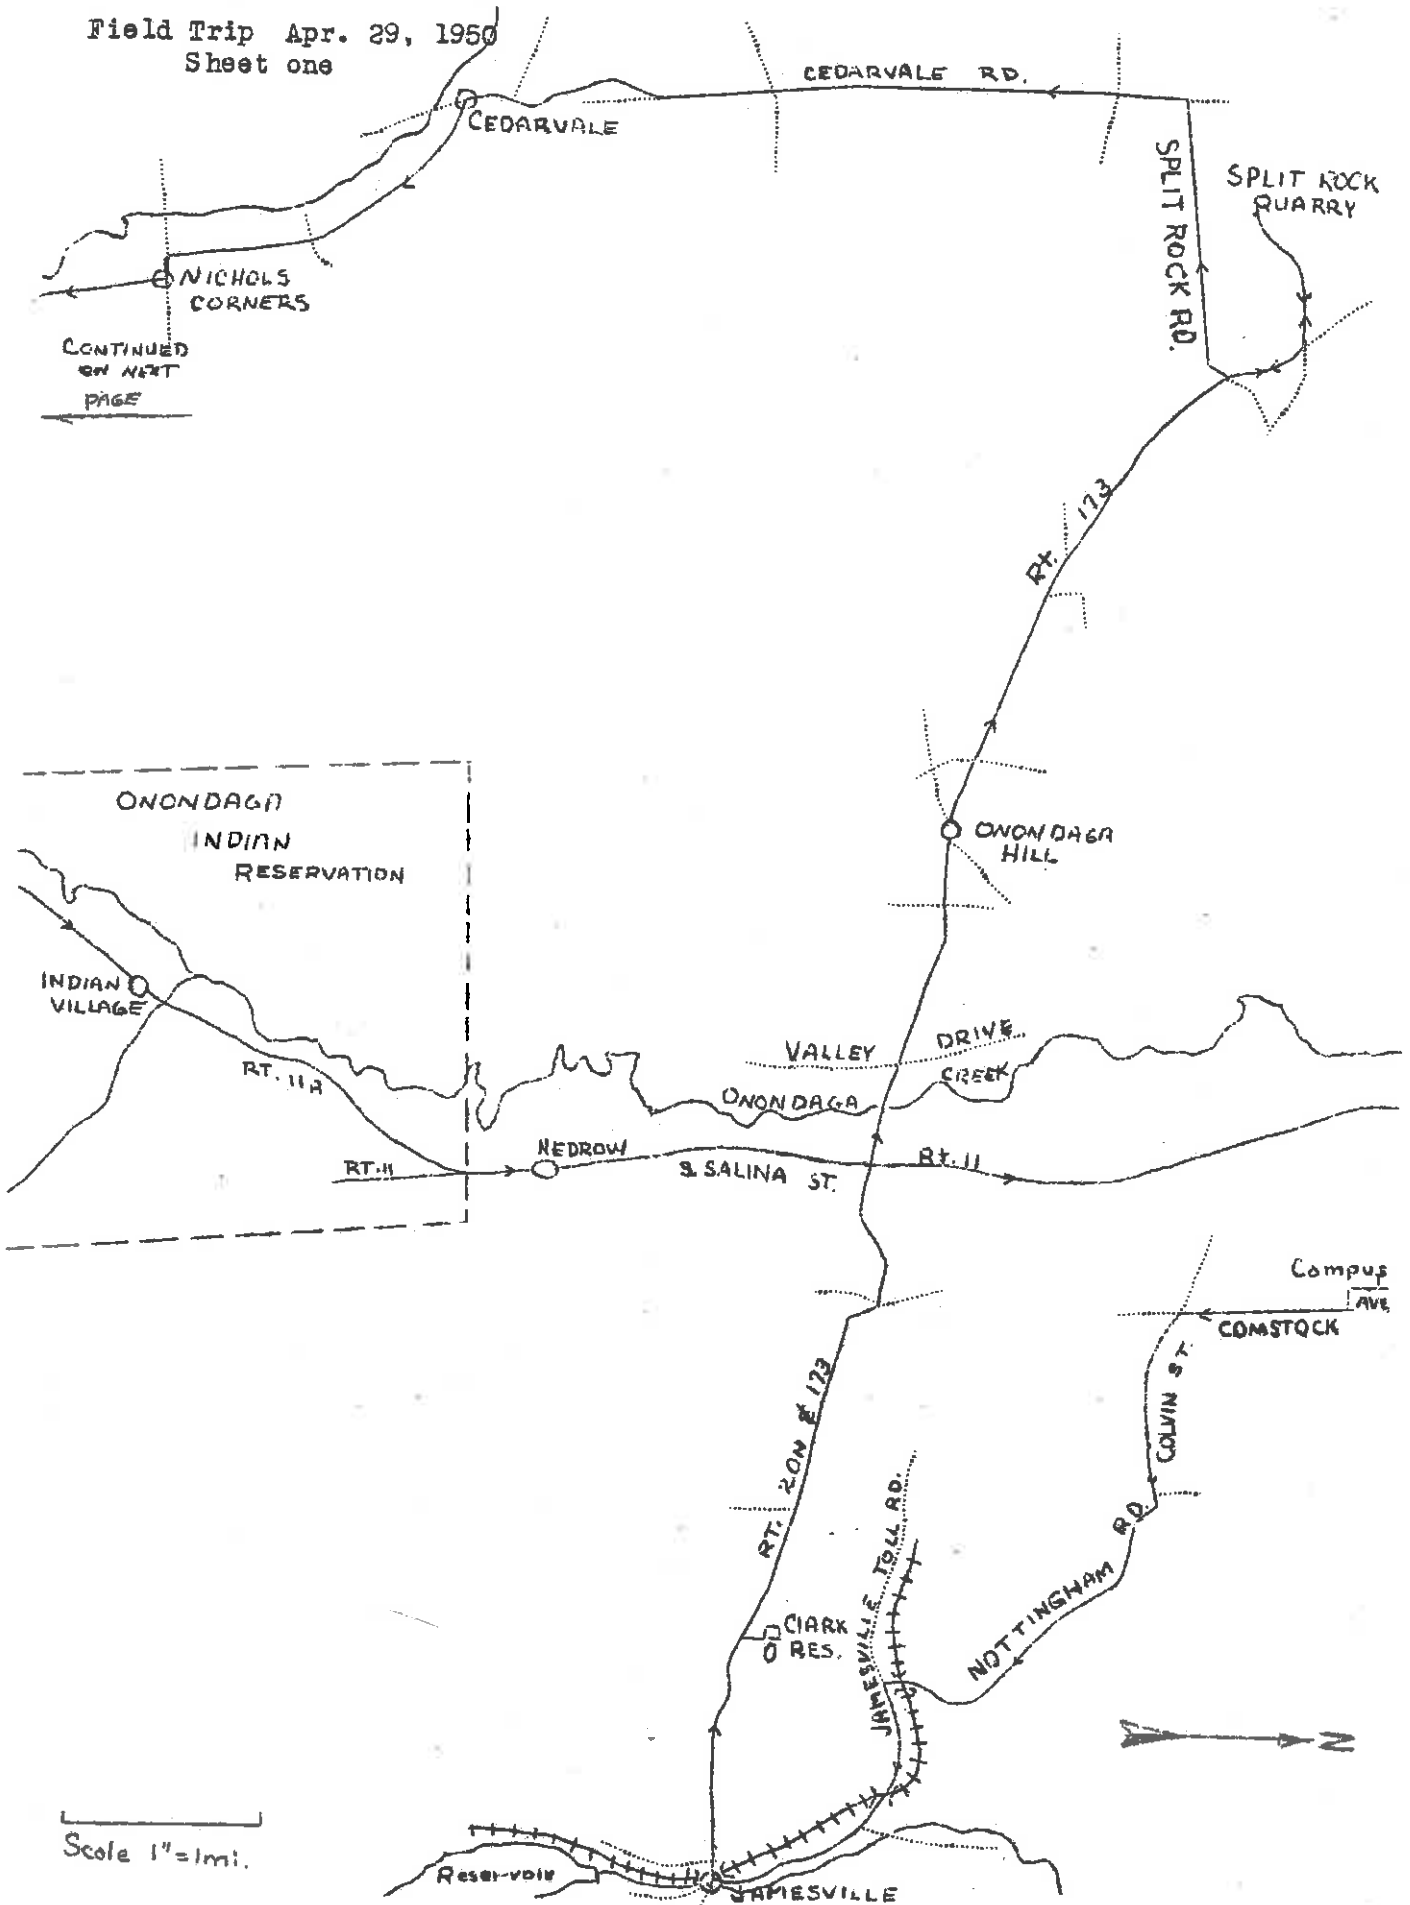 Field Trip Apr. 29, 1950
Sheet one
CEDARVALE RD.
CEDARVALE
SPLIT ROCK RD.
SPLIT ROCK
QUARRY
NICHOLS
CORNERS
CONTINUED
ON NEXT
PAGE
Rt. 173
ONONDAGA
INDIAN
RESERVATION
ONONDAGA
HILL
INDIAN
VILLAGE
RT. 11A
VALLEY DRIVE
ONONDAGA CREEK
RT. 11
NEDROW
S. SALINA ST.
Rt. 11
Campus
AVE
COMSTOCK
COLVIN ST.
RT. 20N & 173
JAMESVILLE TOLL RD.
NOTTINGHAM RD.
CLARK
RES.
N
Scale 1"=1mi.
Reservoir
JAMESVILLE